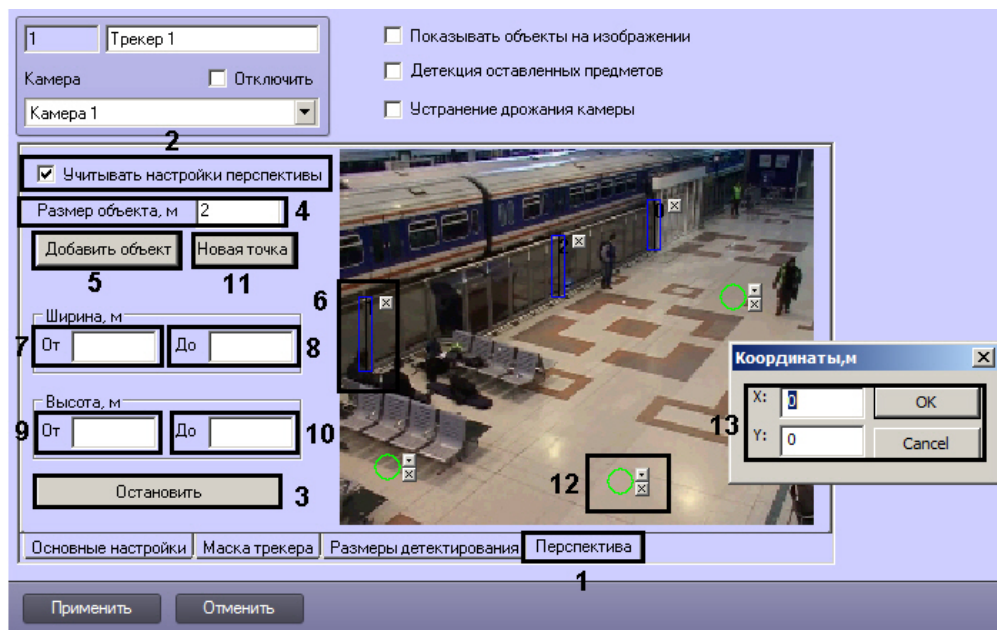 1 Трекер 1
Показывать объекты на изображении
Камера Отключить
Детекция оставленных предметов
Камера 1
Устранение дрожания камеры
2
Учитывать настройки перспективы
Размер объекта, м 2 4
Добавить объект Новая точка
5 11
6
Ширина, м
7 От До 8
Высота, м
9 От До 10
Остановить 3
1
2
0
12
Координаты,м
X: 0 OK
13
Y: 0 Cancel
Основные настройки Маска трекера Размеры детектирования Перспектива
1
Применить Отменить